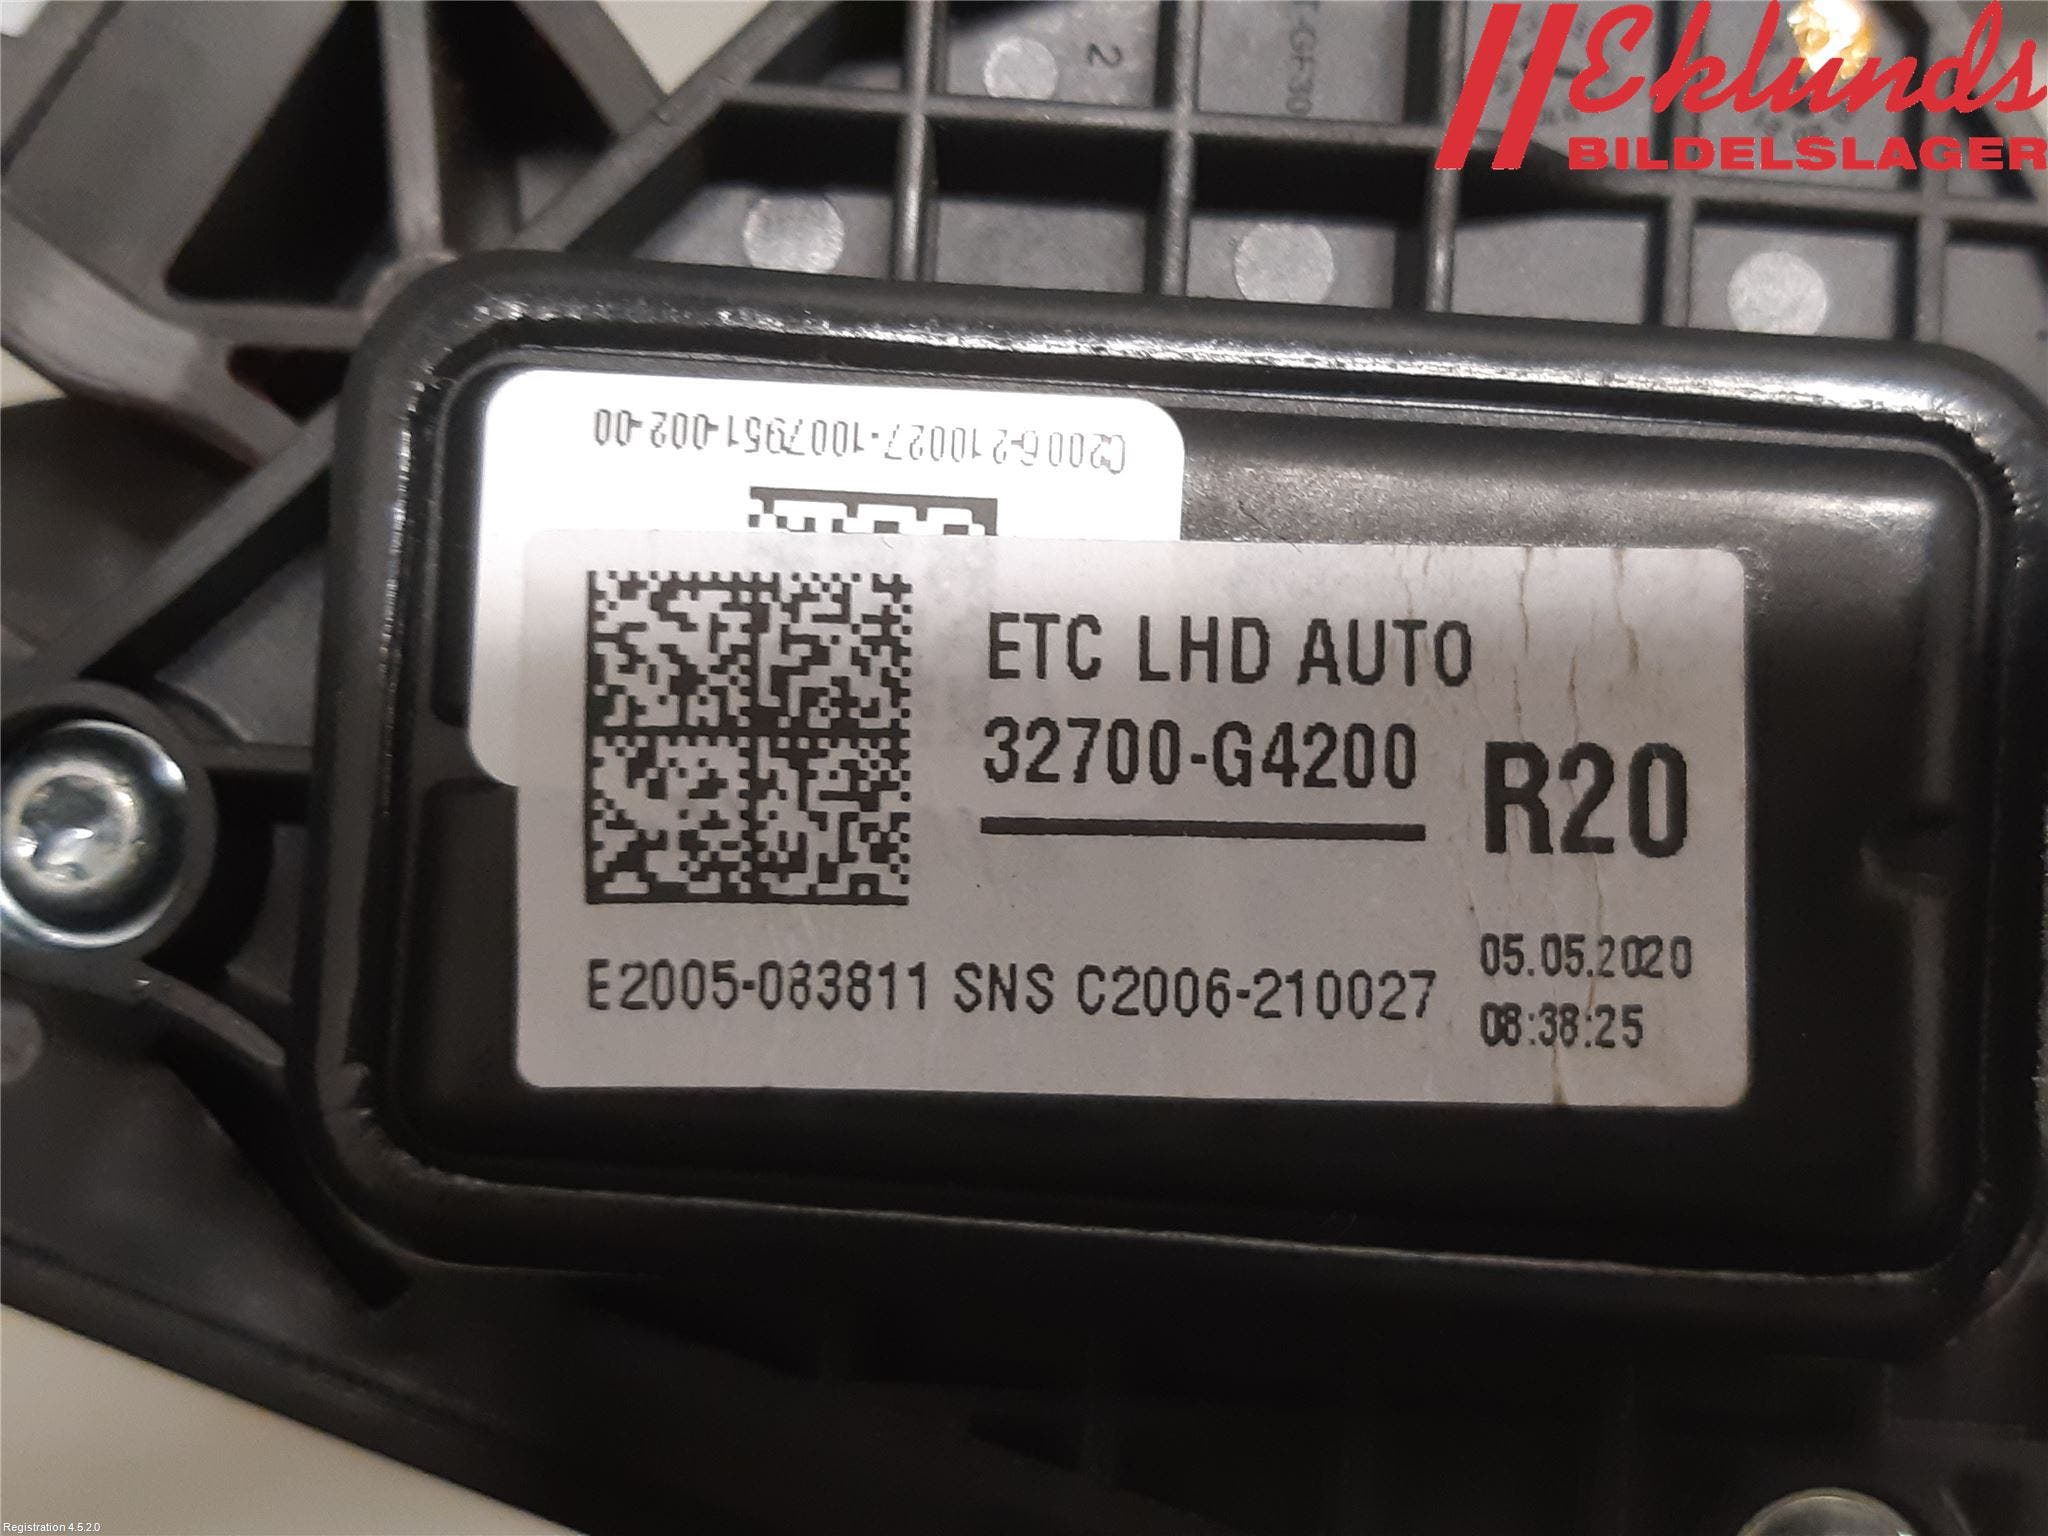 Eklunds
BILDELSLAGER
2
C2006-210027-1007951-002-00
ETC LHD AUTO
32700-G4200
R20
E2005-083811 SNS C2006-210027
05.05.2020
08:38:25
Registration 4.5.2.0